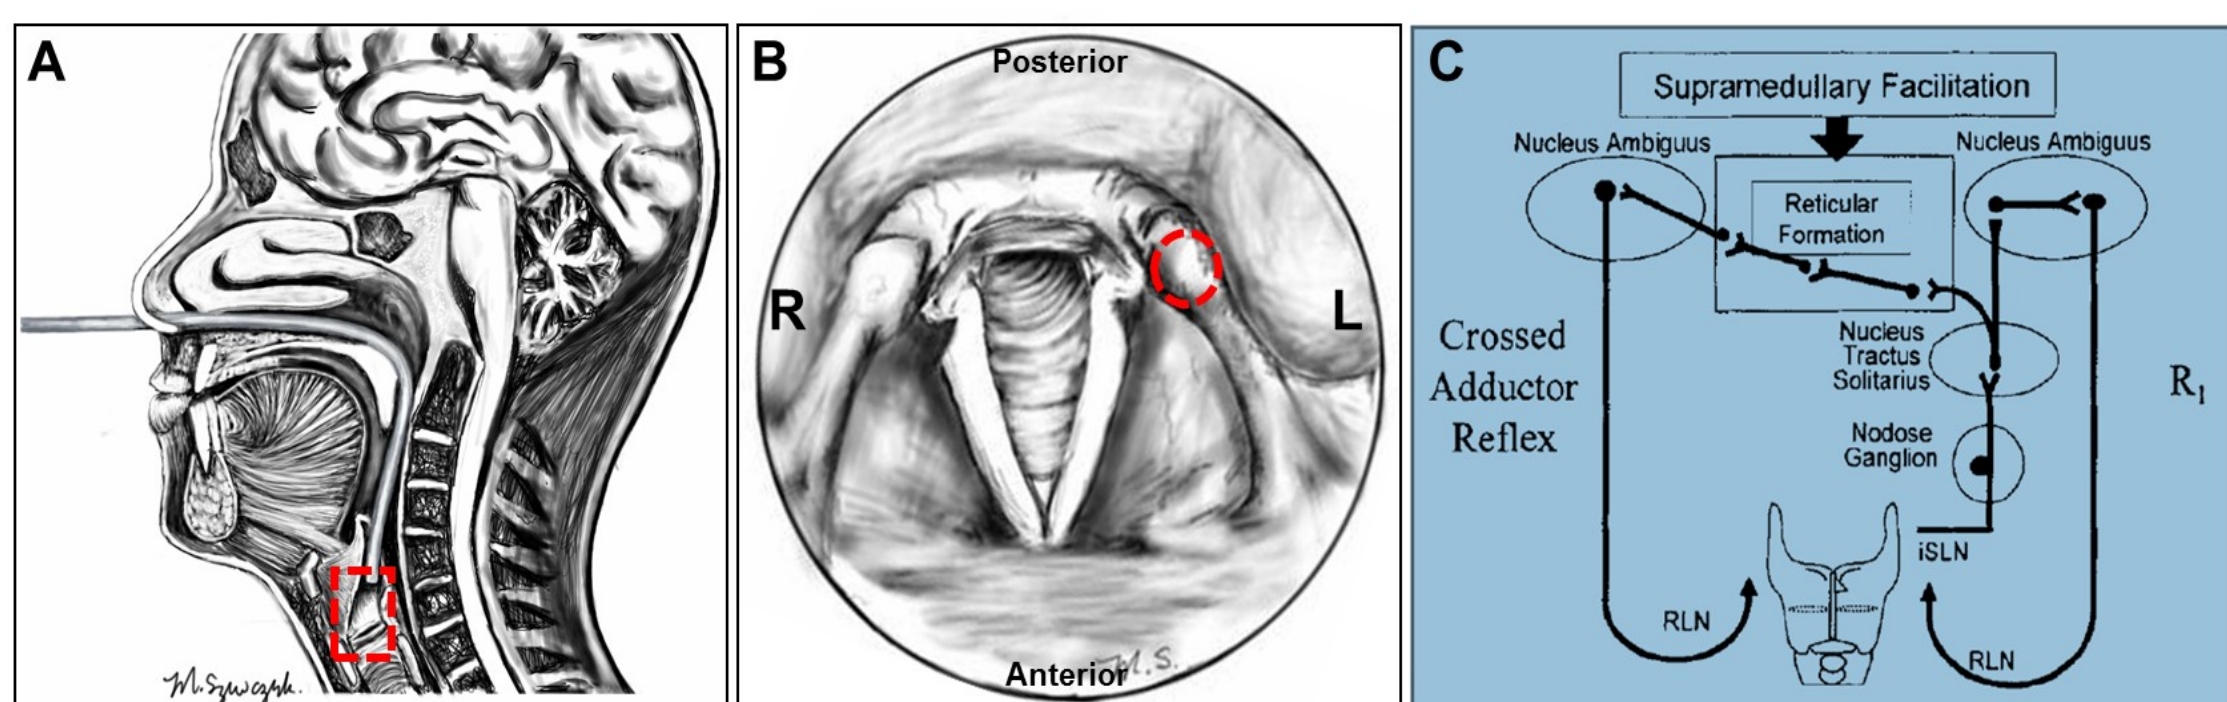 A
M. Szwczyk.
B
Posterior
R
L
M.S.
Anterior
C
Supramedullary Facilitation
Nucleus Ambiguus
Nucleus Ambiguus
Reticular
Formation
Nucleus
Tractus
Solitarius
Crossed
Adductor
Reflex
R₁
Nodose
Ganglion
iSLN
RLN
RLN